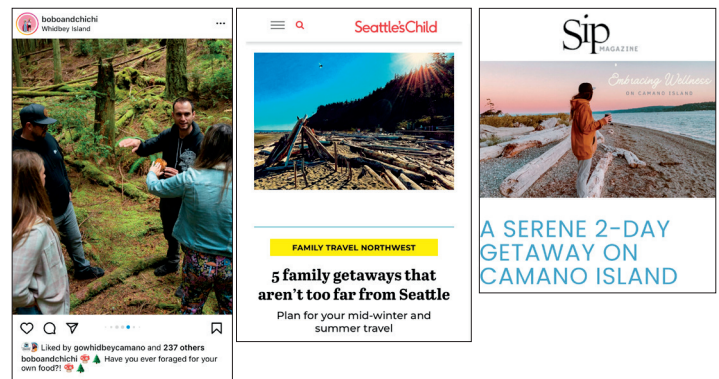 boboandchichi
Whidbey Island
Liked by gowhidbeycamano and 237 others
boboandchichi 🍄🌲 Have you ever foraged for your
own food?! 🍄🌲
Seattle'sChild
FAMILY TRAVEL NORTHWEST
5 family getaways that
aren't too far from Seattle
Plan for your mid-winter and
summer travel
Sip
MAGAZINE
Embracing Wellness
ON CAMANO ISLAND
A SERENE 2-DAY
GETAWAY ON
CAMANO ISLAND